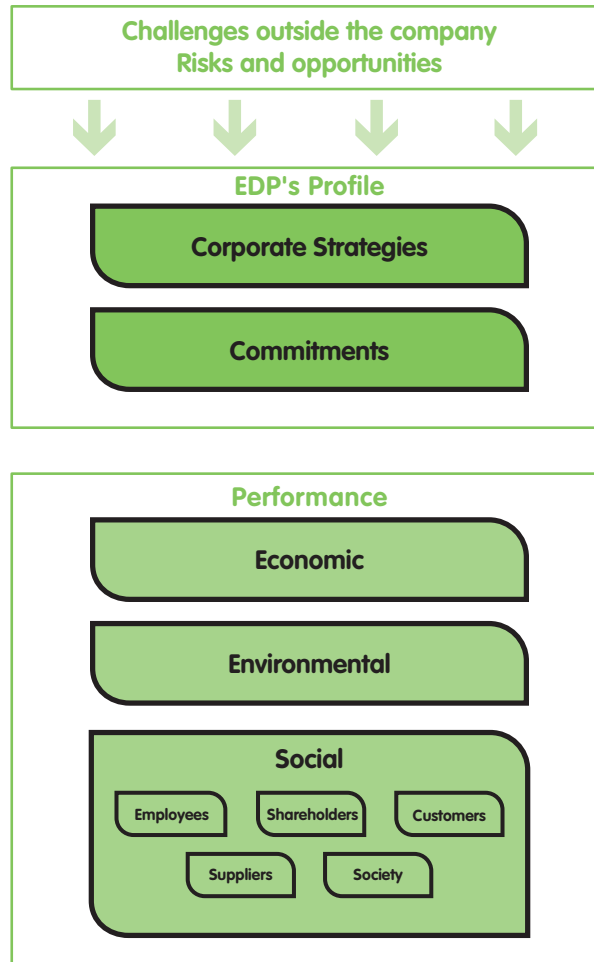 Challenges outside the company
Risks and opportunities
EDP's Profile
Corporate Strategies
Commitments
Performance
Economic
Environmental
Social
Employees
Shareholders
Customers
Suppliers
Society